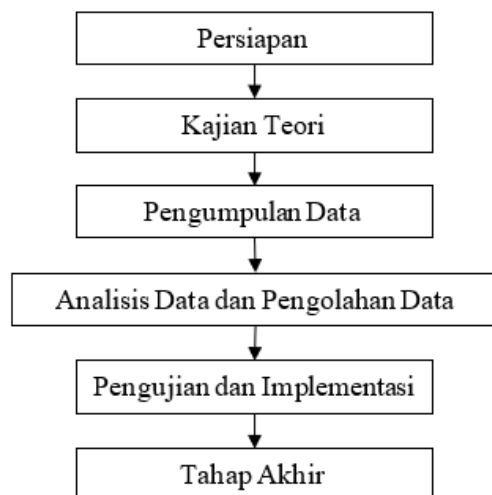 Persiapan
Kajian Teori
Pengumpulan Data
Analisis Data dan Pengolahan Data
Pengujian dan Implementasi
Tahap Akhir